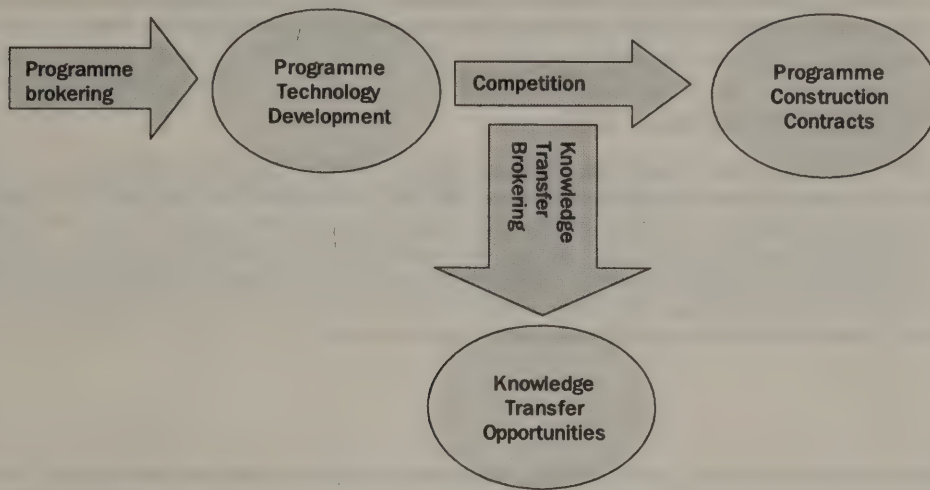 Programme
brokering
Programme
Technology
Development
Competition
Programme
Construction
Contracts
Knowledge
Transfer
Brokering
Knowledge
Transfer
Opportunities